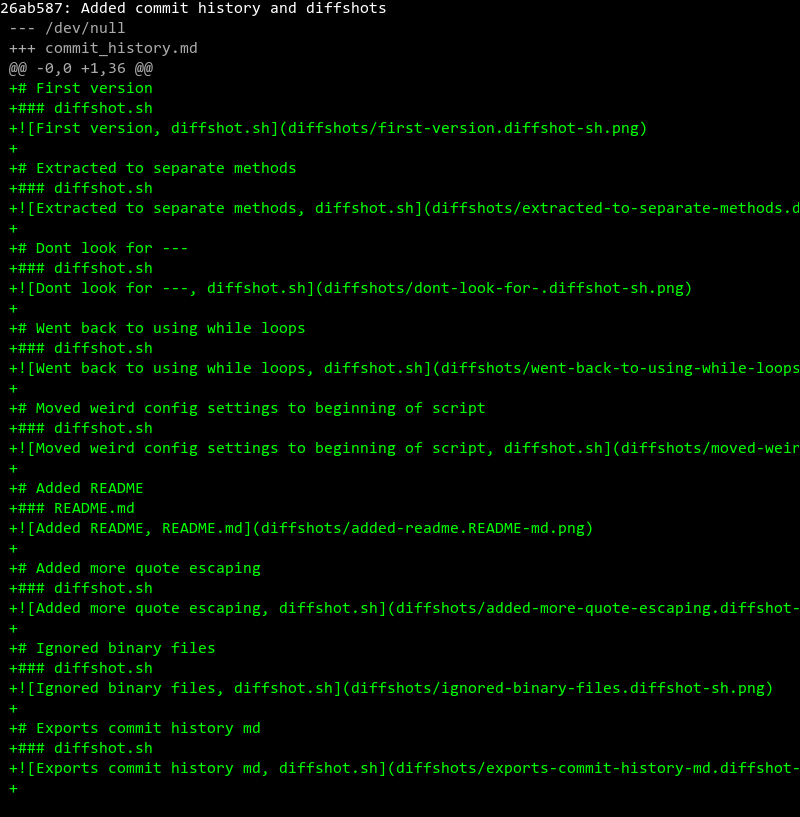 26ab587: Added commit history and diffshots
--- /dev/null
+++ commit_history.md
@@ -0,0 +1,36 @@
+# First version
+### diffshot.sh
+![First version, diffshot.sh](diffshots/first-version.diffshot-sh.png)
+
+# Extracted to separate methods
+### diffshot.sh
+![Extracted to separate methods, diffshot.sh](diffshots/extracted-to-separate-methods.d
+
+# Dont look for ---
+### diffshot.sh
+![Dont look for ---, diffshot.sh](diffshots/dont-look-for-.diffshot-sh.png)
+
+# Went back to using while loops
+### diffshot.sh
+![Went back to using while loops, diffshot.sh](diffshots/went-back-to-using-while-loops
+
+# Moved weird config settings to beginning of script
+### diffshot.sh
+![Moved weird config settings to beginning of script, diffshot.sh](diffshots/moved-weir
+
+# Added README
+### README.md
+![Added README, README.md](diffshots/added-readme.README-md.png)
+
+# Added more quote escaping
+### diffshot.sh
+![Added more quote escaping, diffshot.sh](diffshots/added-more-quote-escaping.diffshot-
+
+# Ignored binary files
+### diffshot.sh
+![Ignored binary files, diffshot.sh](diffshots/ignored-binary-files.diffshot-sh.png)
+
+# Exports commit history md
+### diffshot.sh
+![Exports commit history md, diffshot.sh](diffshots/exports-commit-history-md.diffshot-
+